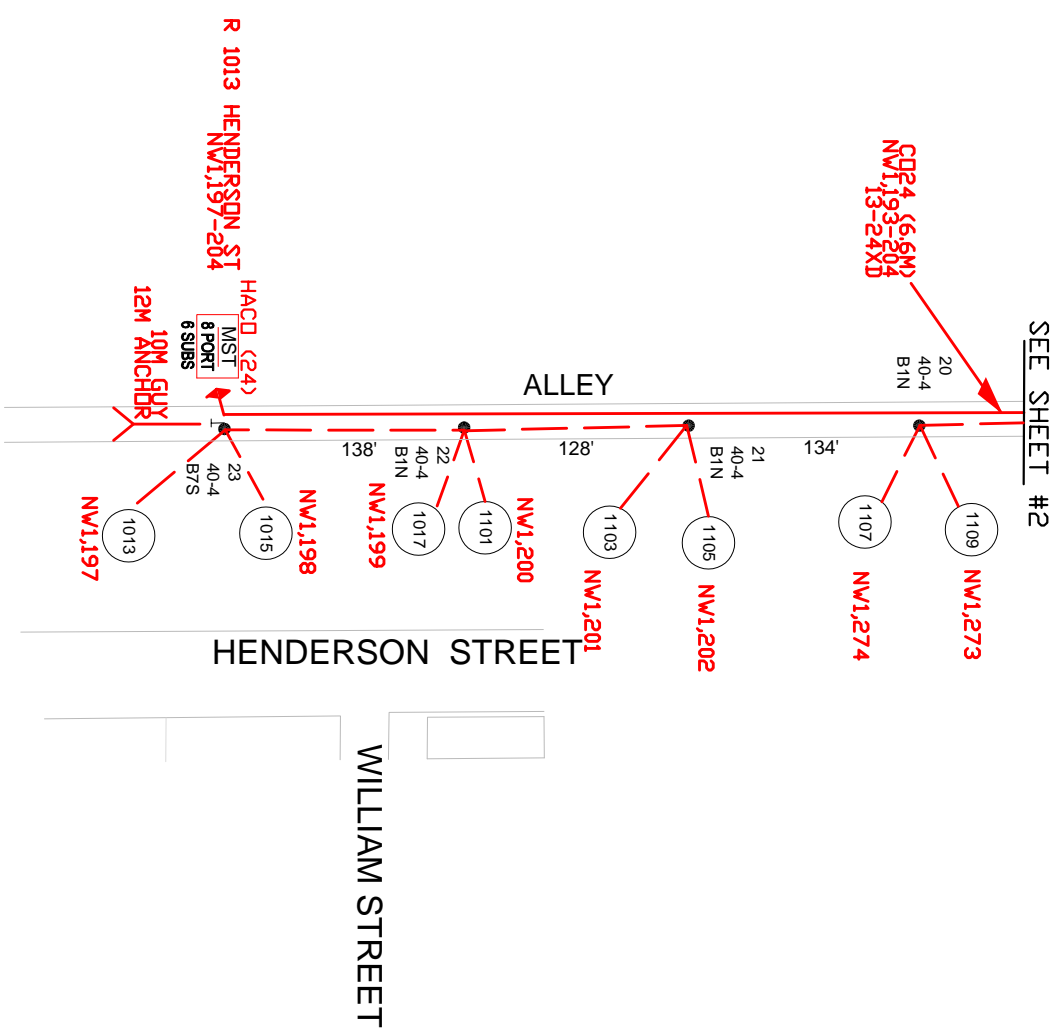 SEE SHEET #2
CO24 (6,6M)
NW1,193-204
13-24XD
20
40-4
B1N
1109
NW1,273
1107
NW1,274
134'
21
40-4
B1N
1105
NW1,202
1103
NW1,201
128'
ALLEY
22
40-4
B1N
1101
NW1,200
1017
NW1,199
138'
23
40-4
B7S
1015
NW1,198
1013
NW1,197
R 1013 HENDERSON ST
NW1,197-204
HACO (24)
MST
8 PORT
6 SUBS
10M GUY
12M ANCHOR
HENDERSON STREET
WILLIAM STREET